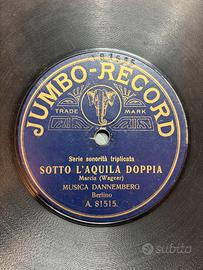 JUMBO-RECORD
TRADE MARK
Serie sonorità triplicata
SOTTO L'AQUILA DOPPIA
Marcia (Wagner)
MUSICA DANNEMBERG
Berlino
A. 81515.
subito